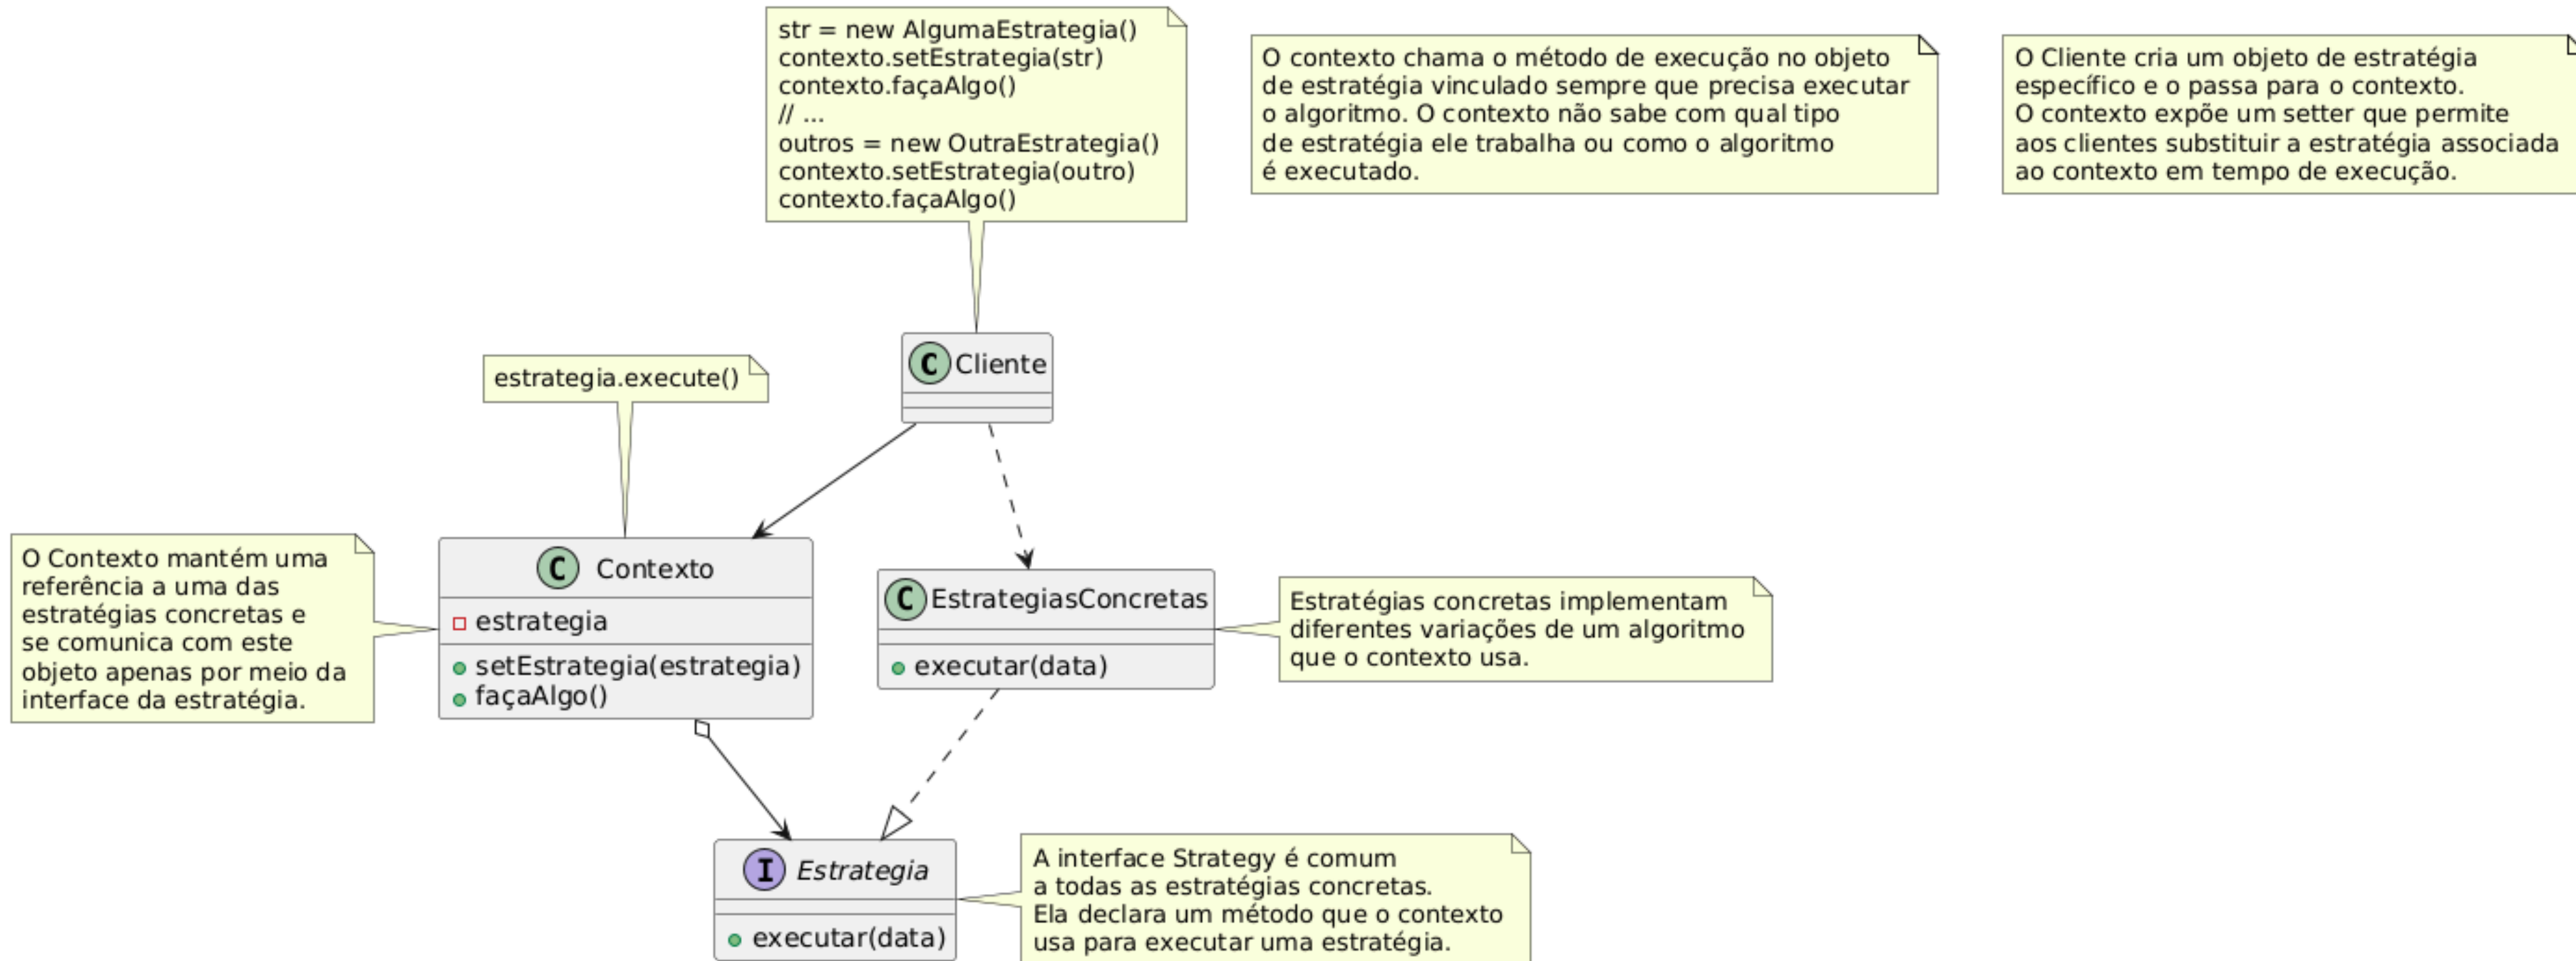 str = new AlgumaEstrategia()
contexto.setEstrategia(str)
contexto.façaAlgo()
// ...
outros = new OutraEstrategia()
contexto.setEstrategia(outro)
contexto.façaAlgo()
O contexto chama o método de execução no objeto
de estratégia vinculado sempre que precisa executar
o algoritmo. O contexto não sabe com qual tipo
de estratégia ele trabalha ou como o algoritmo
é executado.
O Cliente cria um objeto de estratégia
específico e o passa para o contexto.
O contexto expõe um setter que permite
aos clientes substituir a estratégia associada
ao contexto em tempo de execução.
estrategia.execute()
C Cliente
O Contexto mantém uma
referência a uma das
estratégias concretas e
se comunica com este
objeto apenas por meio da
interface da estratégia.
C Contexto
estrategia
setEstrategia(estrategia)
façaAlgo()
C EstrategiasConcretas
executar(data)
Estratégias concretas implementam
diferentes variações de um algoritmo
que o contexto usa.
I Estrategia
executar(data)
A interface Strategy é comum
a todas as estratégias concretas.
Ela declara um método que o contexto
usa para executar uma estratégia.